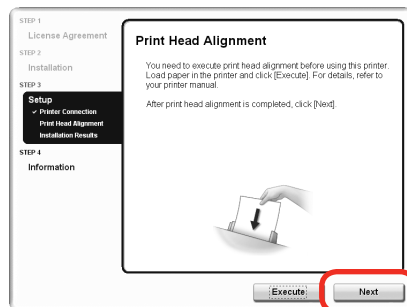 STEP 1
License Agreement
STEP 2
Installation
STEP 3
Setup
✓ Printer Connection
Print Head Alignment
Installation Results
STEP 4
Information
Print Head Alignment
You need to execute print head alignment before using this printer.
Load paper in the printer and click [Execute]. For details, refer to
your printer manual.
After print head alignment is completed, click [Next].
Execute
Next